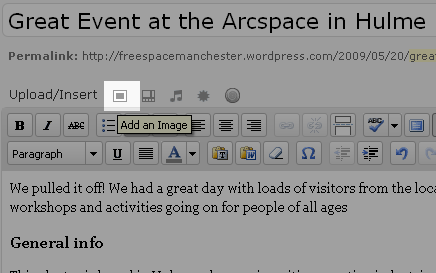 Great Event at the Arcspace in Hulme
Permalink: http://freespacemanchester.wordpress.com/2009/05/20/great
Upload/Insert
B I ABC ABC
Add an Image
Paragraph U A T W Ω
We pulled it off! We had a great day with loads of visitors from the loca
workshops and activities going on for people of all ages
General info